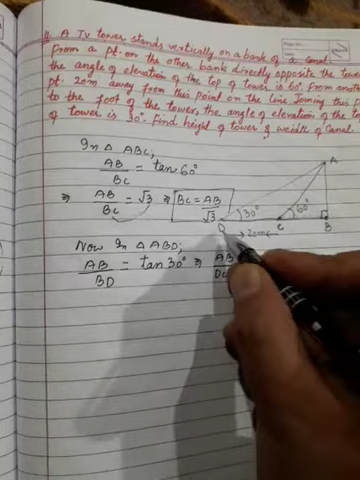 A TV tower stands vertically on a bank of a canal.
From a pt. on the other bank directly opposite the tower
the angle of elevation of the top of tower is 60°. From another
pt. 20m away from this point on the line joining this
to the foot of the tower, the angle of elevation of the
of tower is 30°. Find height of tower & weidth of canal.
In Δ ABC,
AB/BC = tan 60°
⇒ AB/BC = √3 ⇒ BC = AB/√3
A
30°
60°
D
C
B
20m
Now In Δ ABD;
AB/BD = tan 30° ⇒ AB